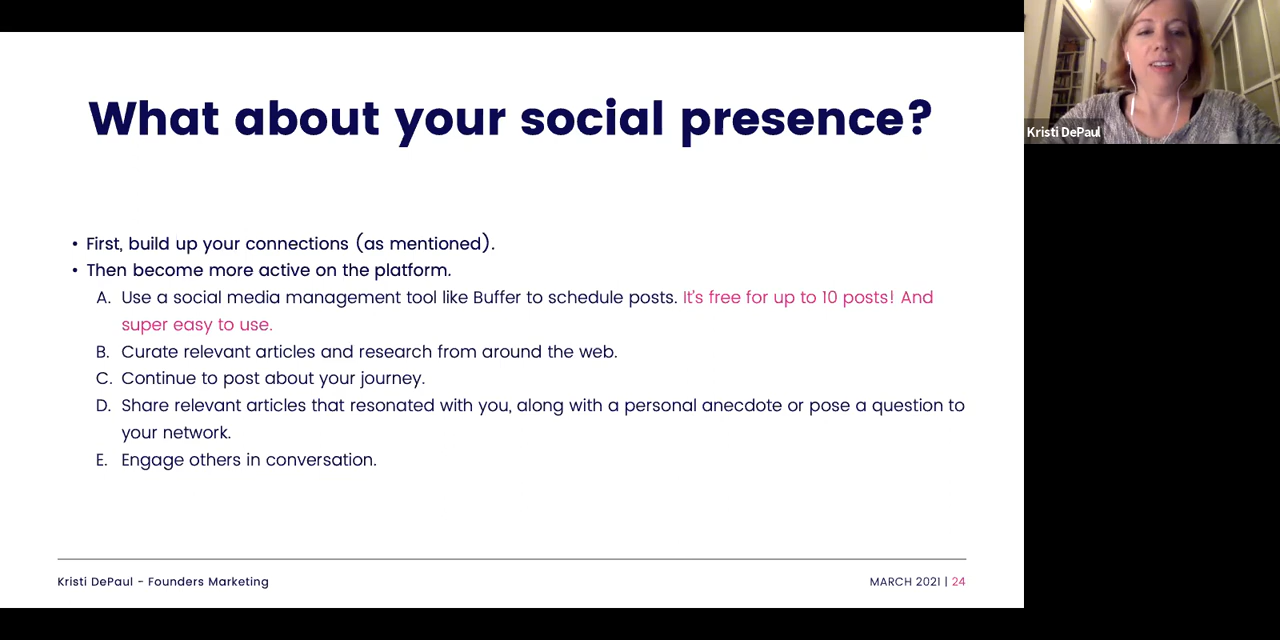 What about your social presence?
• First, build up your connections (as mentioned).
• Then become more active on the platform.
A. Use a social media management tool like Buffer to schedule posts. It's free for up to 10 posts! And
super easy to use.
B. Curate relevant articles and research from around the web.
C. Continue to post about your journey.
D. Share relevant articles that resonated with you, along with a personal anecdote or pose a question to
your network.
E. Engage others in conversation.
Kristi DePaul - Founders Marketing
MARCH 2021 | 24
Kristi DePaul